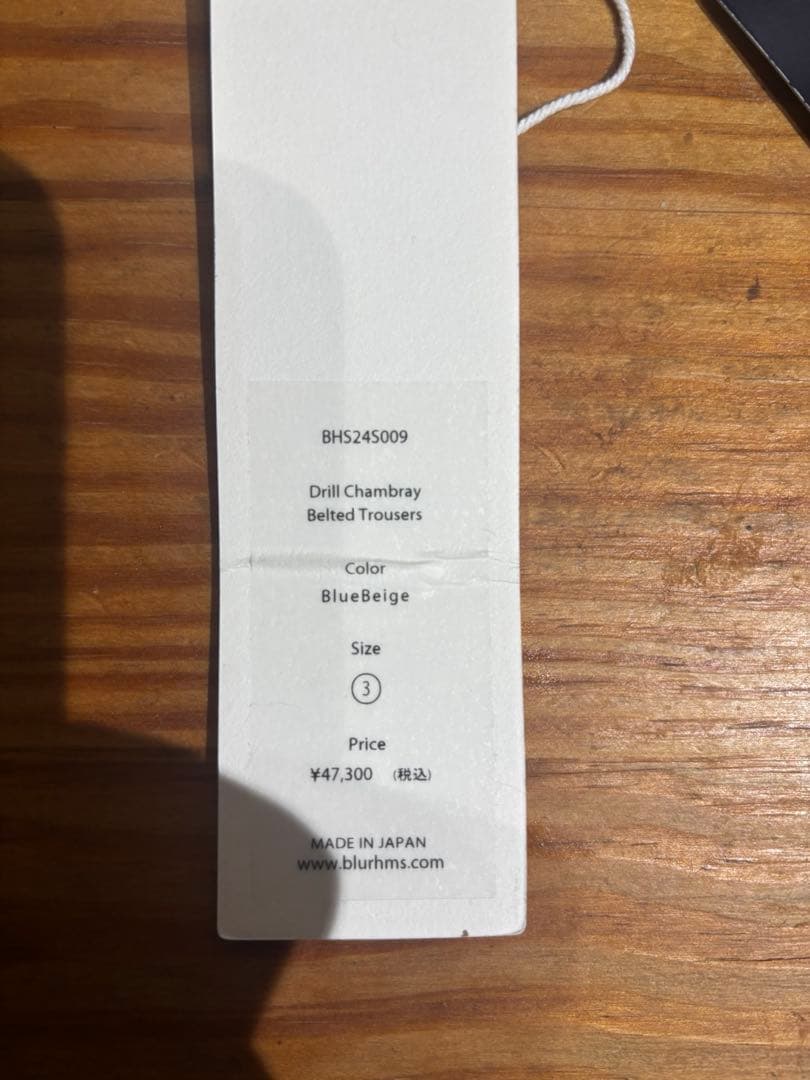 BHS24S009
Drill Chambray
Belted Trousers
Color
BlueBeige
Size
3
Price
¥47,300 (税込)
MADE IN JAPAN
www.blurhms.com